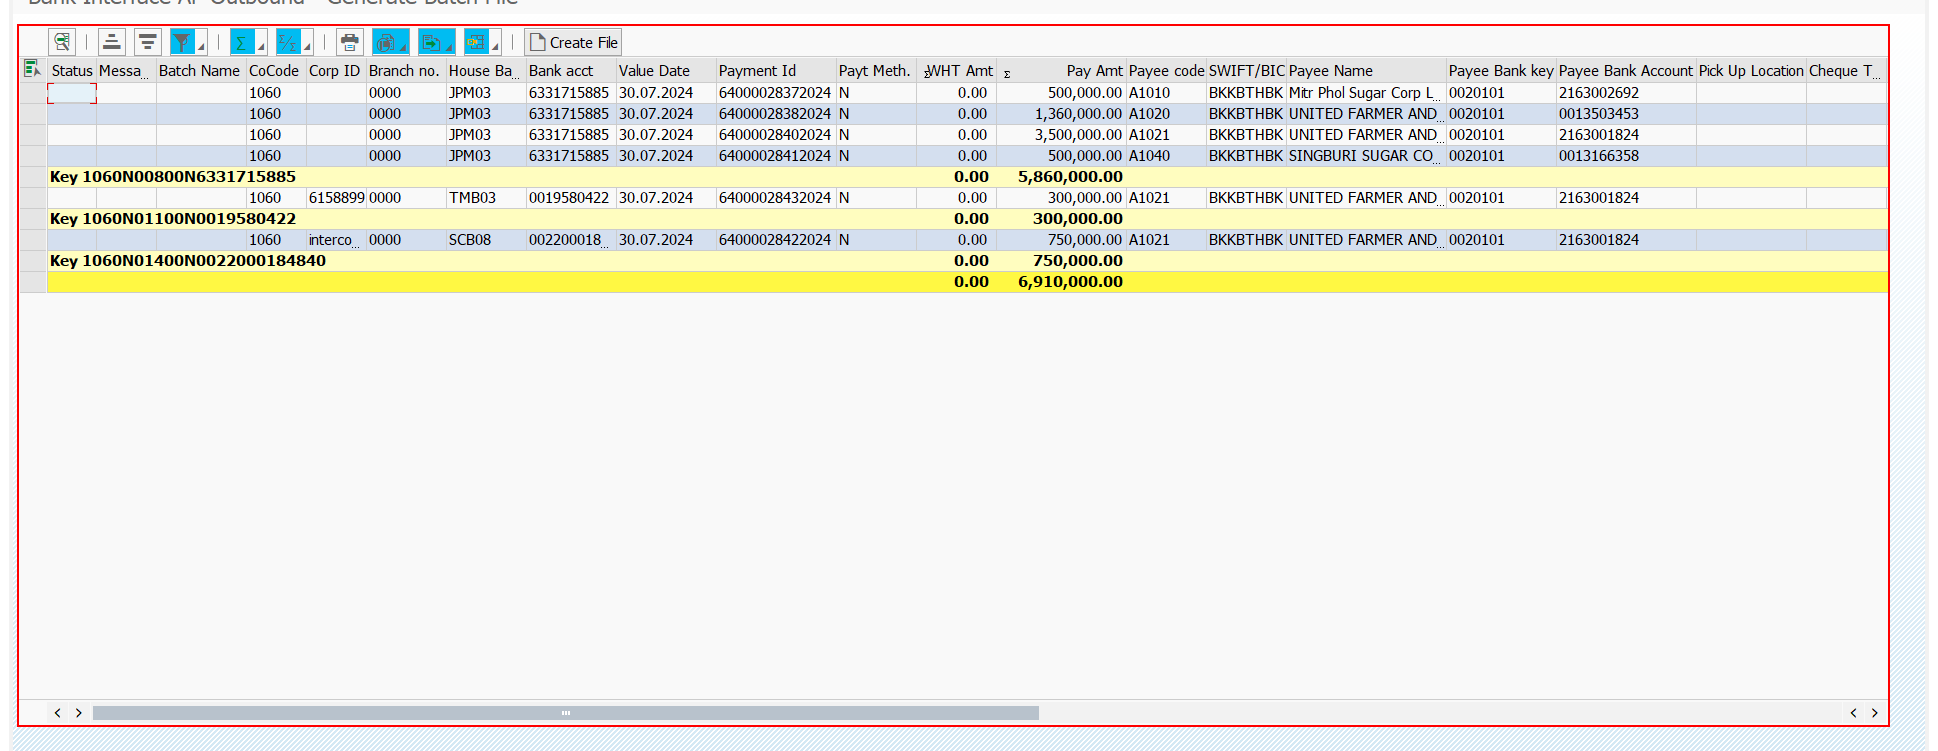 Bank Interface AP Outbound - Generate Batch File
Create File
Status Messa... Batch Name CoCode Corp ID Branch no. House Ba... Bank acct Value Date Payment Id Payt Meth. Σ WHT Amt Σ Pay Amt Payee code SWIFT/BIC Payee Name Payee Bank key Payee Bank Account Pick Up Location Cheque T...
1060 0000 JPM03 6331715885 30.07.2024 64000028372024 N 0.00 500,000.00 A1010 BKKBTHBK Mitr Phol Sugar Corp L... 0020101 2163002692
1060 0000 JPM03 6331715885 30.07.2024 64000028382024 N 0.00 1,360,000.00 A1020 BKKBTHBK UNITED FARMER AND... 0020101 0013503453
1060 0000 JPM03 6331715885 30.07.2024 64000028402024 N 0.00 3,500,000.00 A1021 BKKBTHBK UNITED FARMER AND... 0020101 2163001824
1060 0000 JPM03 6331715885 30.07.2024 64000028412024 N 0.00 500,000.00 A1040 BKKBTHBK SINGBURI SUGAR CO... 0020101 0013166358
Key 1060N00800N6331715885 0.00 5,860,000.00
1060 6158899 0000 TMB03 0019580422 30.07.2024 64000028432024 N 0.00 300,000.00 A1021 BKKBTHBK UNITED FARMER AND... 0020101 2163001824
Key 1060N01100N0019580422 0.00 300,000.00
1060 interco... 0000 SCB08 002200018... 30.07.2024 64000028422024 N 0.00 750,000.00 A1021 BKKBTHBK UNITED FARMER AND... 0020101 2163001824
Key 1060N01400N0022000184840 0.00 750,000.00
0.00 6,910,000.00